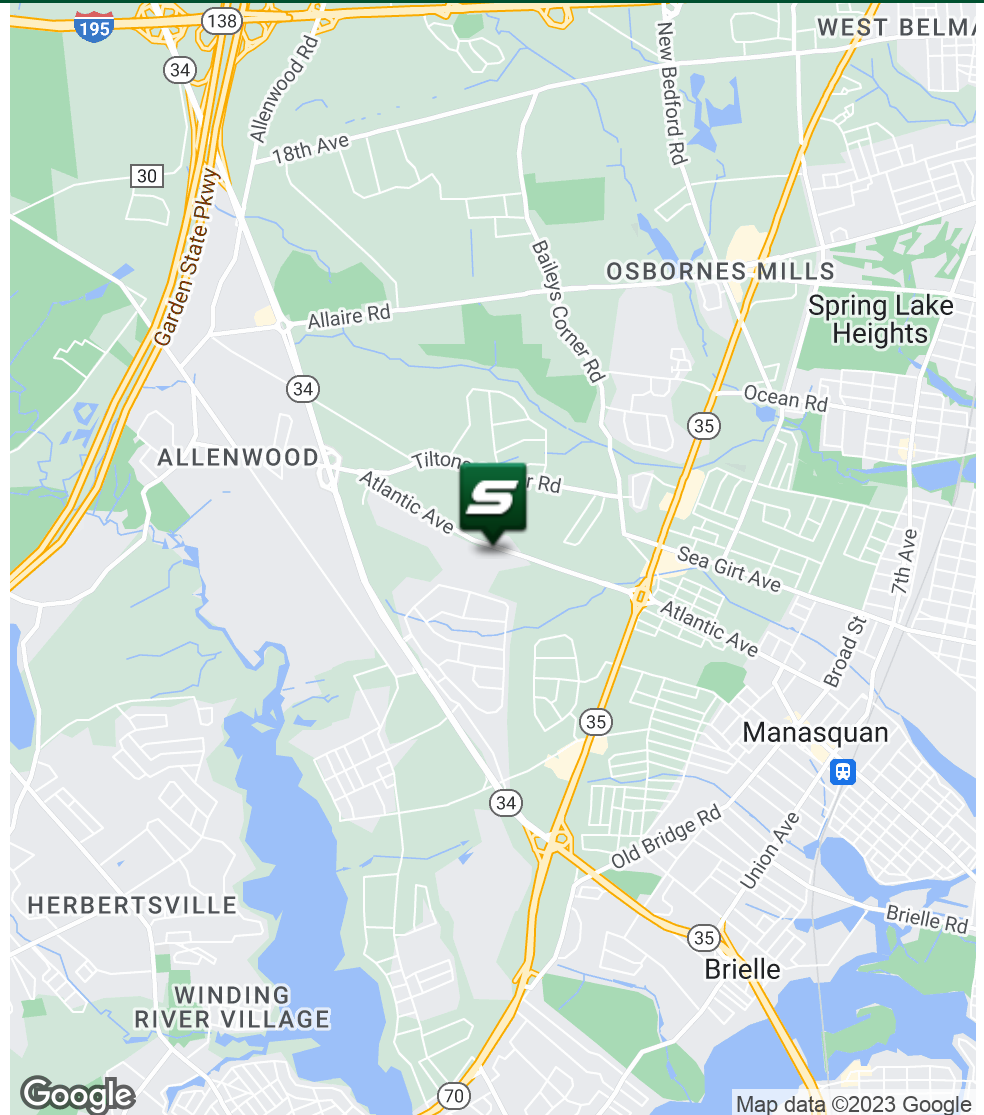 195
138
WEST BELMA
34
Allenwood Rd
New Bedford Rd
18th Ave
30
Garden State Pkwy
Baileys Corner Rd
OSBORNES MILLS
Spring Lake
Heights
Allaire Rd
34
Ocean Rd
35
ALLENWOOD
Tiltons
r Rd
S
Atlantic Ave
Sea Girt Ave
7th Ave
Atlantic Ave
Broad St
35
Manasquan
34
Old Bridge Rd
Union Ave
HERBERTSVILLE
Brielle Rd
35
Brielle
WINDING
RIVER VILLAGE
70
Google
Map data ©2023 Google